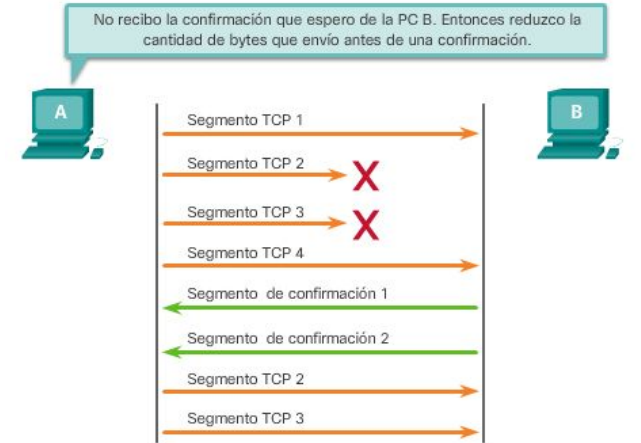 No recibo la confirmación que espero de la PC B. Entonces reduzco la
cantidad de bytes que envío antes de una confirmación.
A
B
Segmento TCP 1
Segmento TCP 2
X
Segmento TCP 3
X
Segmento TCP 4
Segmento de confirmación 1
Segmento de confirmación 2
Segmento TCP 2
Segmento TCP 3